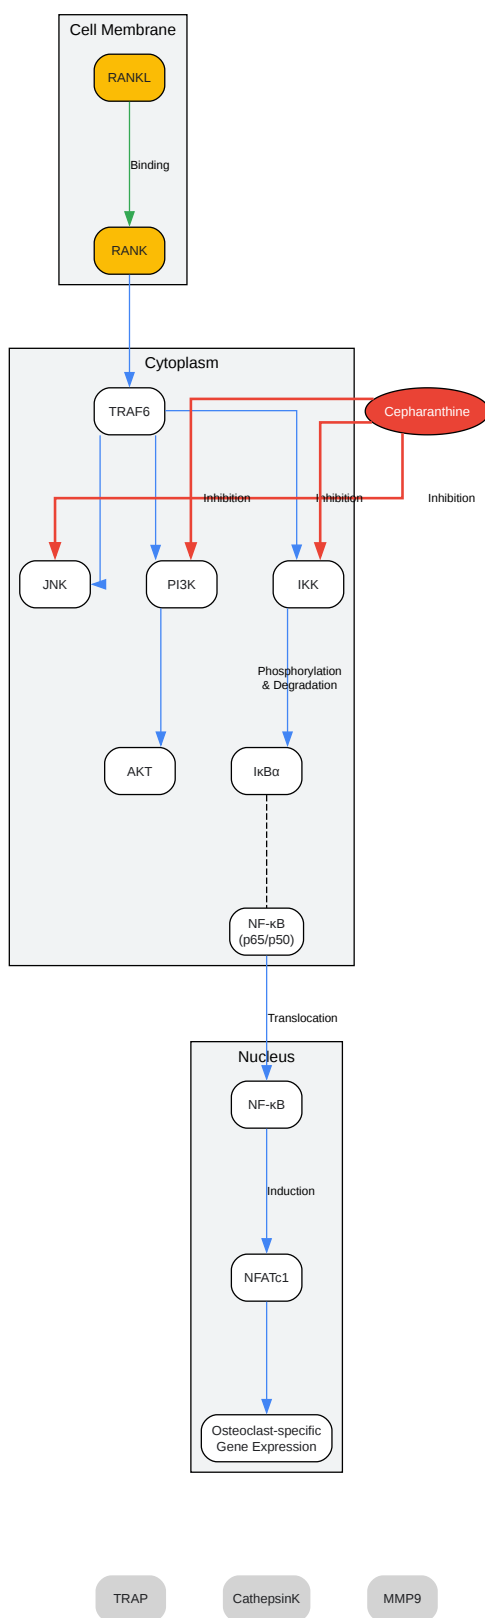 Cell Membrane
RANKL
Binding
RANK
Cytoplasm
TRAF6
Cepharanthine
Inhibition
Inhibition
Inhibition
JNK
PI3K
IKK
Phosphorylation
& Degradation
AKT
IκBα
NF-κB
(p65/p50)
Translocation
Nucleus
NF-κB
Induction
NFATc1
Osteoclast-specific
Gene Expression
TRAP
CathepsinK
MMP9